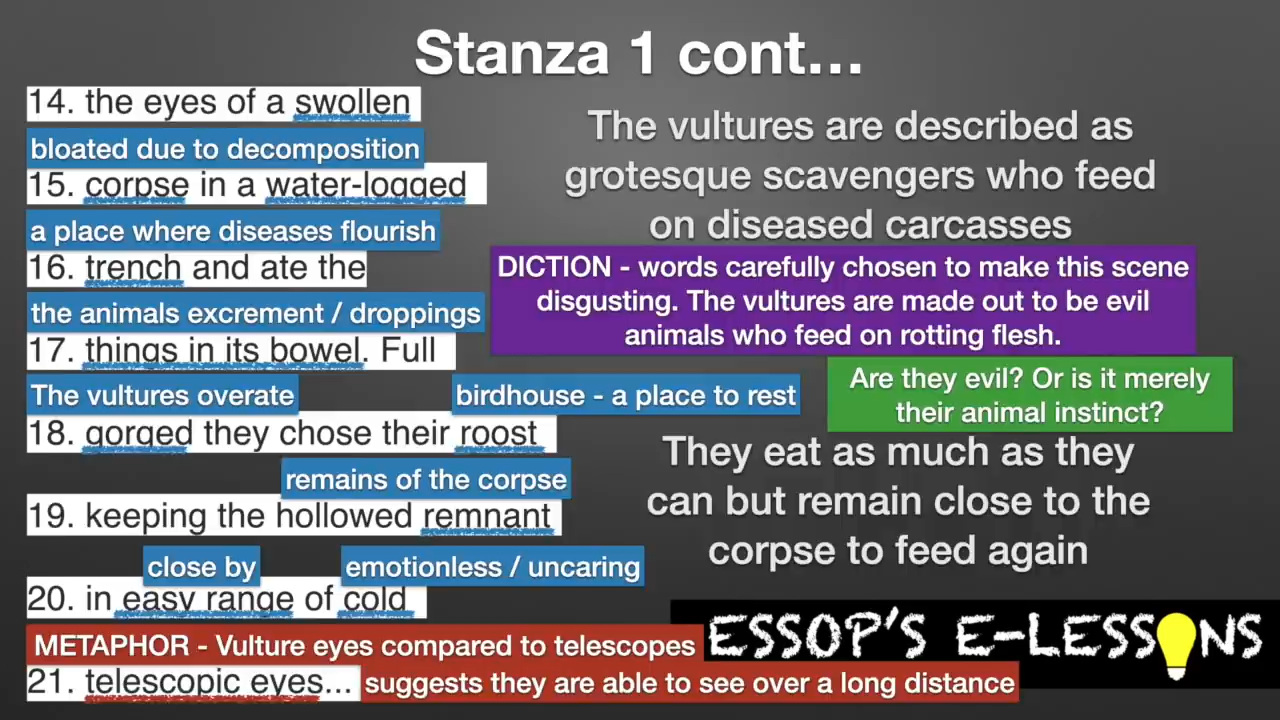 Stanza 1 cont...
14. the eyes of a swollen
bloated due to decomposition
15. corpse in a water-logged
a place where diseases flourish
16. trench and ate the
the animals excrement / droppings
17. things in its bowel. Full
The vultures overate
birdhouse - a place to rest
18. gorged they chose their roost
remains of the corpse
19. keeping the hollowed remnant
close by
emotionless / uncaring
20. in easy range of cold
METAPHOR - Vulture eyes compared to telescopes
21. telescopic eyes...
suggests they are able to see over a long distance
The vultures are described as
grotesque scavengers who feed
on diseased carcasses
DICTION - words carefully chosen to make this scene
disgusting. The vultures are made out to be evil
animals who feed on rotting flesh.
Are they evil? Or is it merely
their animal instinct?
They eat as much as they
can but remain close to the
corpse to feed again
ESSOP'S E-LESSONS